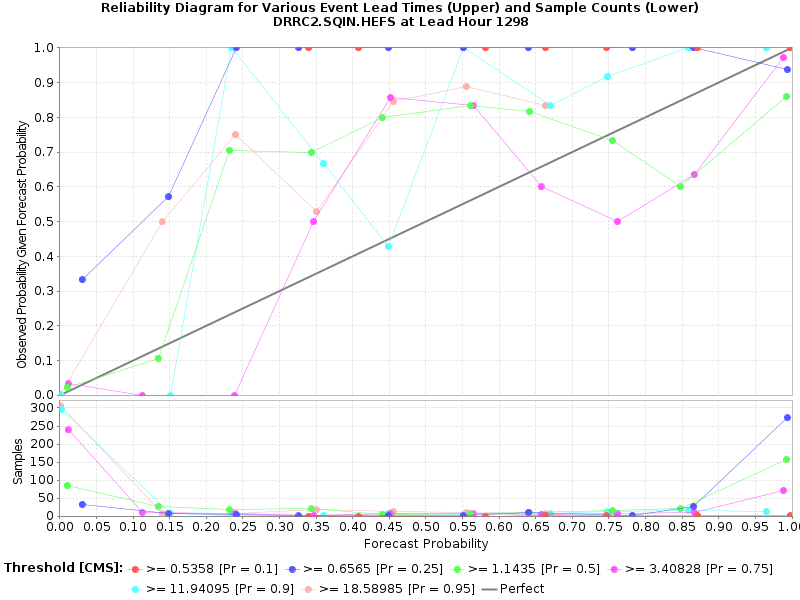 Reliability Diagram for Various Event Lead Times (Upper) and Sample Counts (Lower)
DRRC2.SQIN.HEFS at Lead Hour 1298
Observed Probability Given Forecast Probability
1.0
0.9
0.8
0.7
0.6
0.5
0.4
0.3
0.2
0.1
0.0
Samples
300
250
200
150
100
50
0
0.00 0.05 0.10 0.15 0.20 0.25 0.30 0.35 0.40 0.45 0.50 0.55 0.60 0.65 0.70 0.75 0.80 0.85 0.90 0.95 1.00
Forecast Probability
Threshold [CMS]: >= 0.5358 [Pr = 0.1] >= 0.6565 [Pr = 0.25] >= 1.1435 [Pr = 0.5] >= 3.40828 [Pr = 0.75]
>= 11.94095 [Pr = 0.9] >= 18.58985 [Pr = 0.95] Perfect